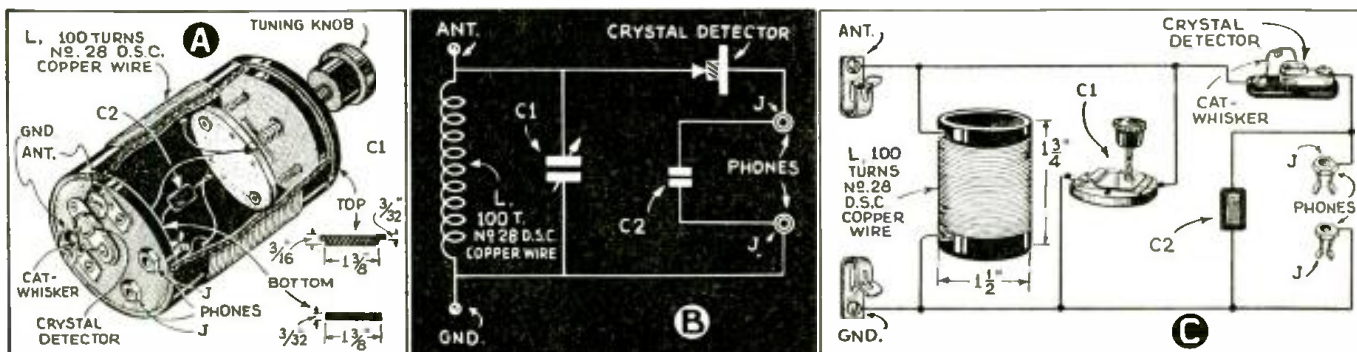 A
TUNING KNOB
L, 100 TURNS
No. 28 D.S.C.
COPPER WIRE
C2
GND.
ANT.
C1
TOP
3/32"
3/16"
1 3/8"
CAT-
WHISKER
BOTTOM
J
PHONES
J
CRYSTAL
DETECTOR
3/32"
1 3/8"
B
ANT.
CRYSTAL DETECTOR
C1
J
PHONES
C2
L.
100 T.
No 28 D.S.C.
COPPER WIRE
J
GND.
C
ANT.
CRYSTAL
DETECTOR
CAT-
WHISKER
C1
L, 100
TURNS
No. 28
D.S.C
COPPER
WIRE
1 3/4"
1 1/2"
C2
J
PHONES
J
GND.